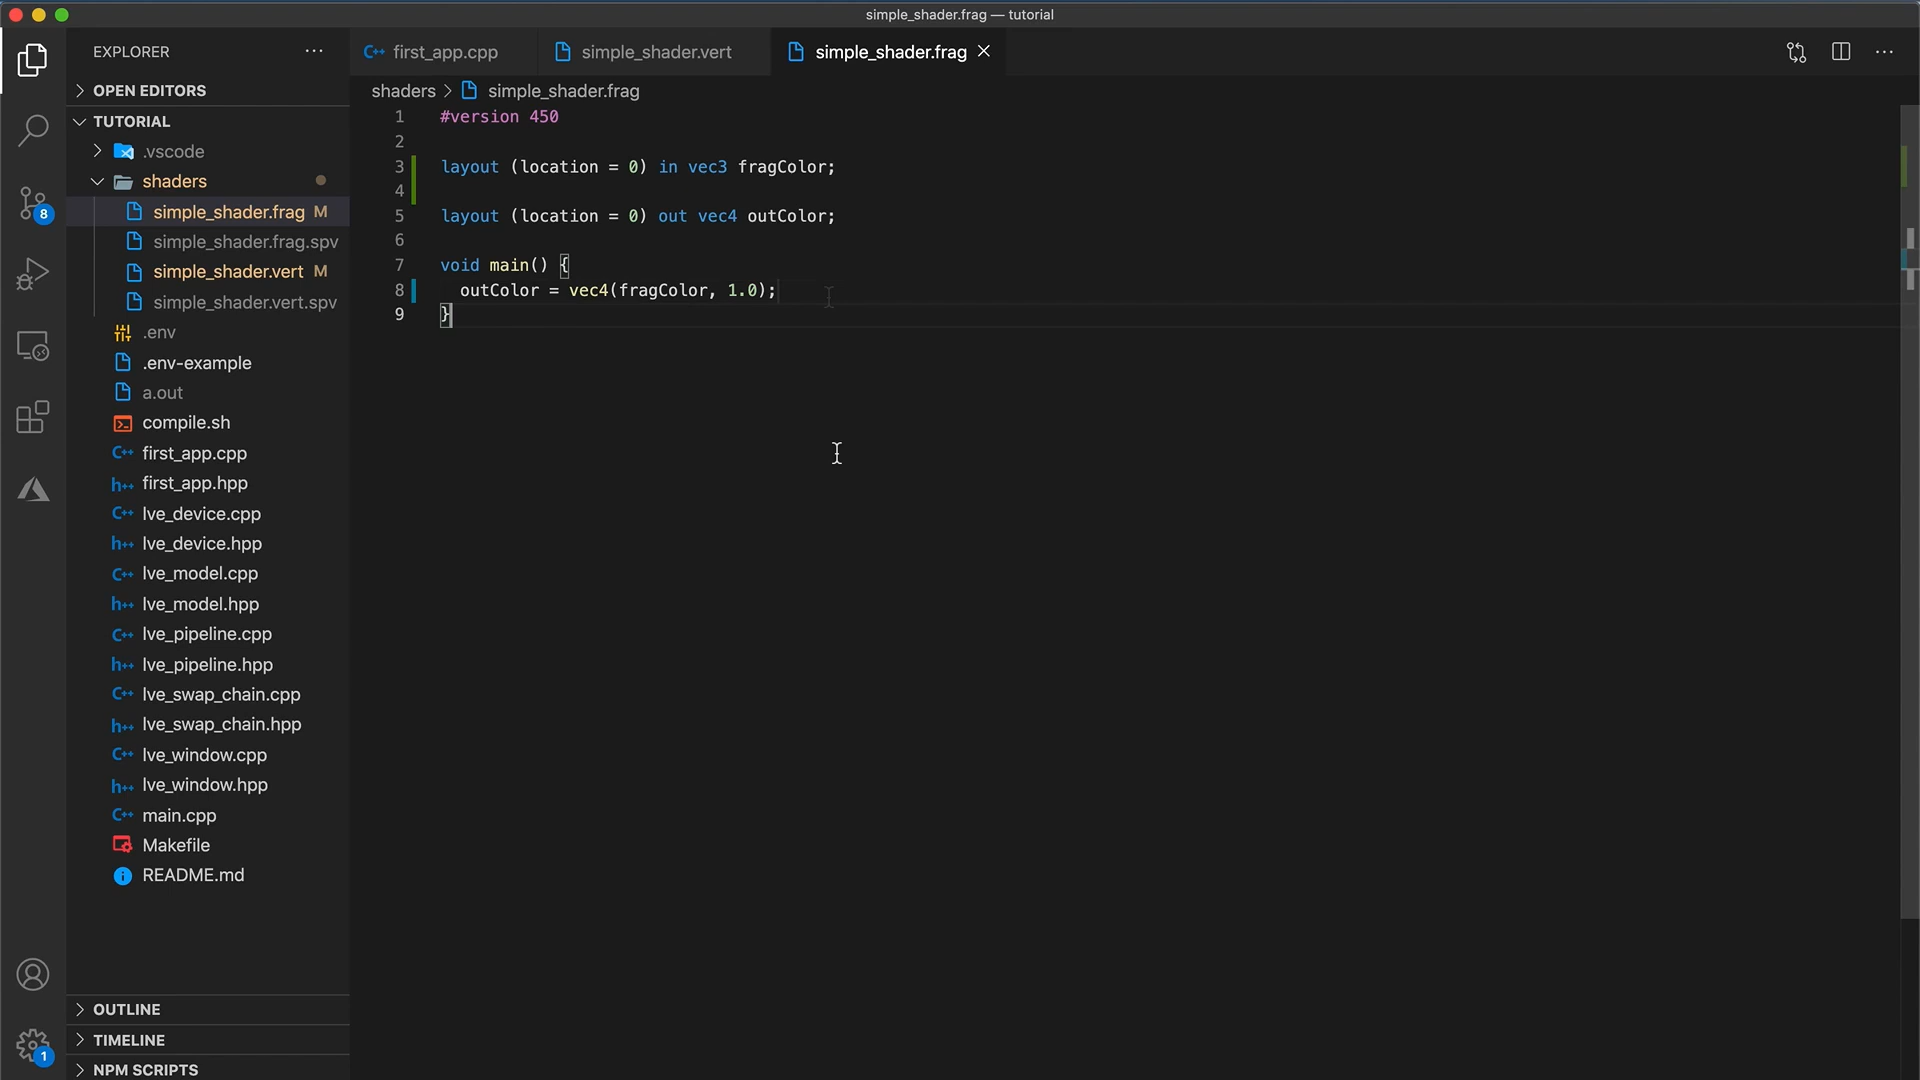 simple_shader.frag — tutorial
EXPLORER
OPEN EDITORS
TUTORIAL
.vscode
shaders
simple_shader.frag M
simple_shader.frag.spv
simple_shader.vert M
simple_shader.vert.spv
.env
.env-example
a.out
compile.sh
C++ first_app.cpp
h++ first_app.hpp
C++ lve_device.cpp
h++ lve_device.hpp
C++ lve_model.cpp
h++ lve_model.hpp
C++ lve_pipeline.cpp
h++ lve_pipeline.hpp
C++ lve_swap_chain.cpp
h++ lve_swap_chain.hpp
C++ lve_window.cpp
h++ lve_window.hpp
C++ main.cpp
Makefile
README.md
OUTLINE
TIMELINE
NPM SCRIPTS
8
1
C++ first_app.cpp
simple_shader.vert
simple_shader.frag
shaders > simple_shader.frag
1 #version 450
2
3 layout (location = 0) in vec3 fragColor;
4
5 layout (location = 0) out vec4 outColor;
6
7 void main() {
8 outColor = vec4(fragColor, 1.0);
9 }